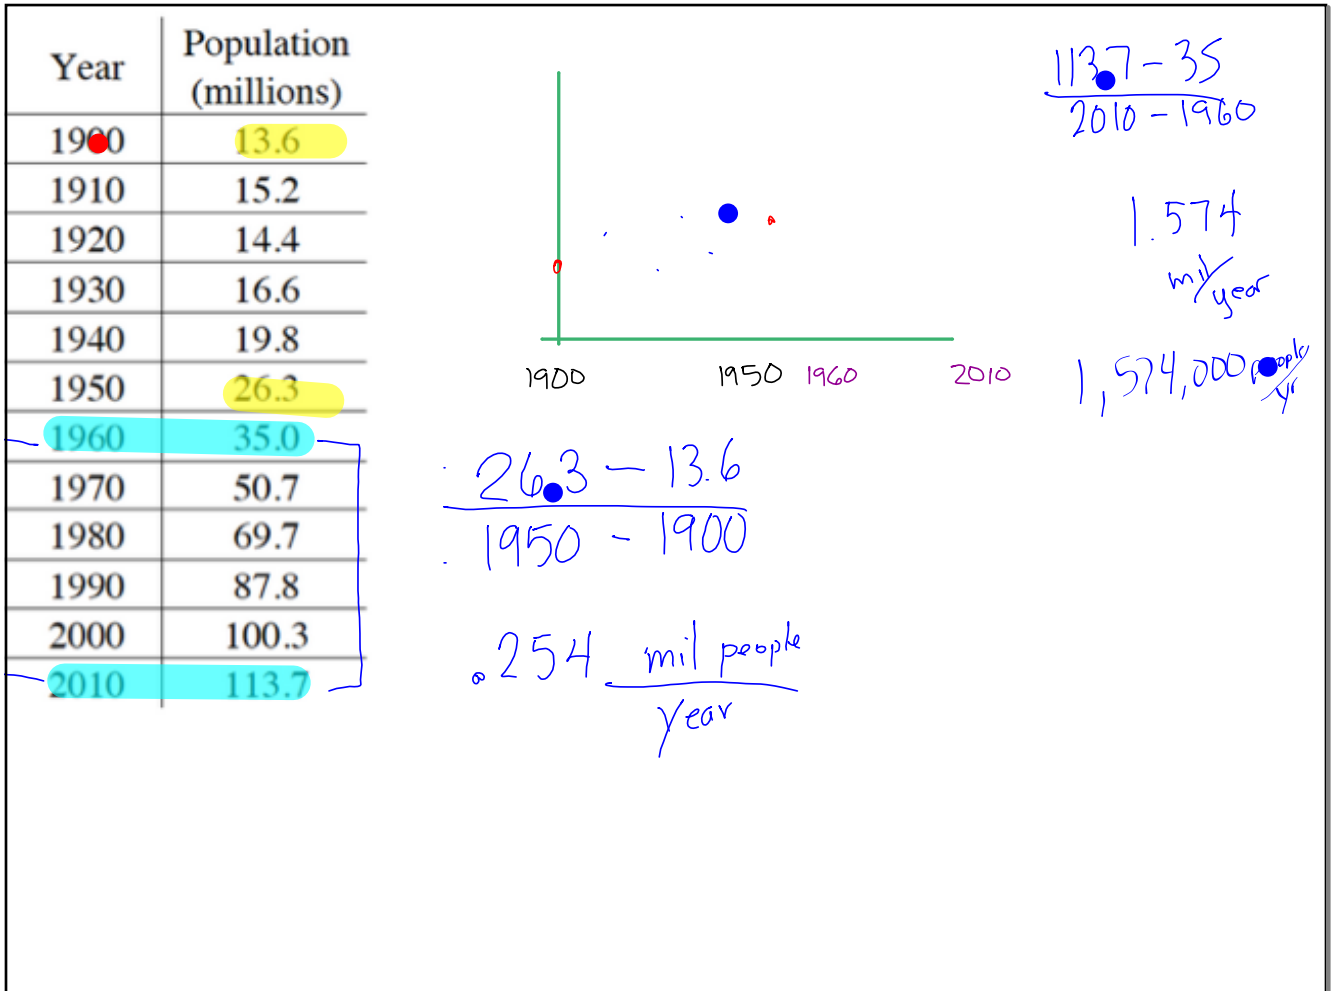 Year Population (millions)
1900 13.6
1910 15.2
1920 14.4
1930 16.6
1940 19.8
1950 26.3
1960 35.0
1970 50.7
1980 69.7
1990 87.8
2000 100.3
2010 113.7
1900 1950 1960 2010
26.3 - 13.6
1950 - 1900
.254 mil people
year
113.7 - 35
2010 - 1960
1.574
mil/year
1,574,000 people/yr